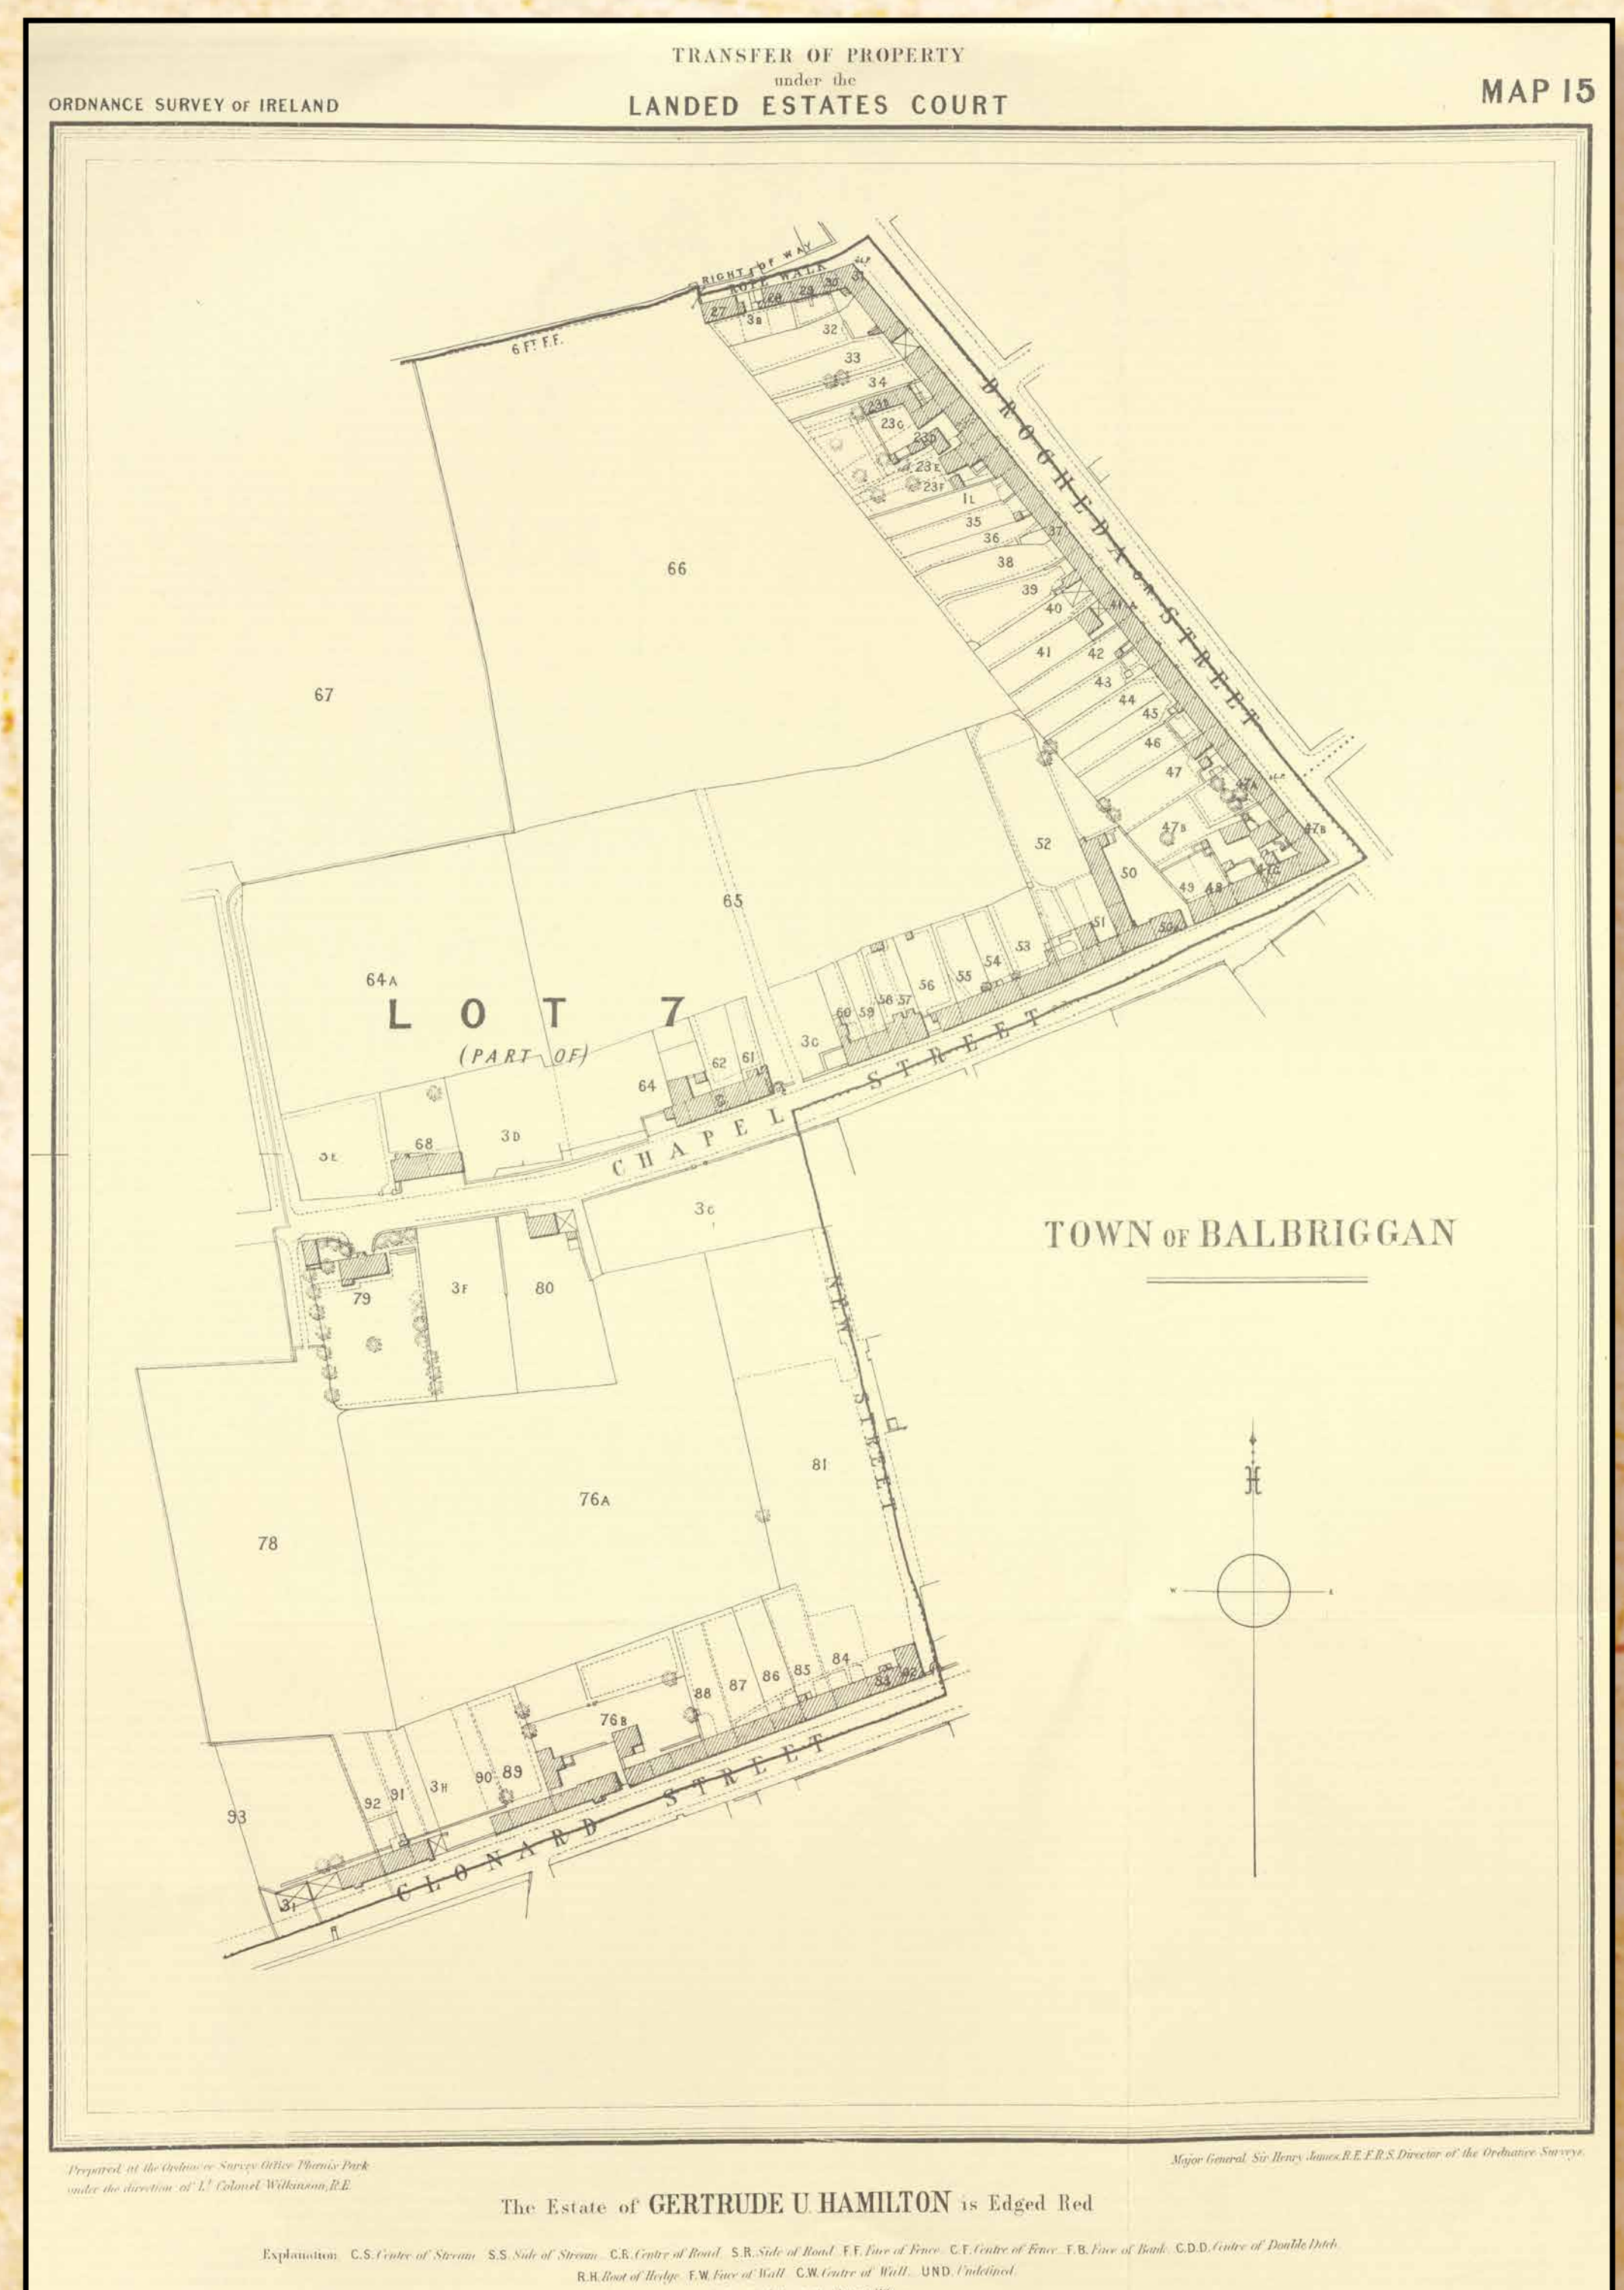 TRANSFER OF PROPERTY
under the
LANDED ESTATES COURT
ORDNANCE SURVEY OF IRELAND
MAP 15
RIGHT OF WAY
ROPE WALK
6 FT. F.F.
27
3B
28
29
30
31
32
33
34
23B
23C
23D
23E
23F
1L
35
36
37
38
39
40
41
42
43
44
45
46
47
47A
47B
47B
47C
48
49
50
51
52
DROGHEDA STREET
66
67
65
64A
LOT 7
(PART OF)
53
54
55
56
57
58
59
60
3C
61
62
64
3D
68
3E
CHAPEL STREET
3G
TOWN OF BALBRIGGAN
79
3F
80
NEW STREET
81
76A
78
W
84
85
86
87
88
76B
89
90
3H
91
92
93
CLONARD STREET
Prepared at the Ordnance Survey Office Phœnix Park
under the direction of Lt. Colonel Wilkinson, R.E.
Major General Sir Henry James, R.E. F.R.S. Director of the Ordnance Surveys.
The Estate of GERTRUDE U. HAMILTON is Edged Red
Explanation C.S. Centre of Stream S.S. Side of Stream C.R. Centre of Road S.R. Side of Road F.F. Face of Fence C.F. Centre of Fence F.B. Face of Bank C.D.D. Centre of Double Ditch
R.H. Root of Hedge F.W. Face of Wall C.W. Centre of Wall UND. Undefined.